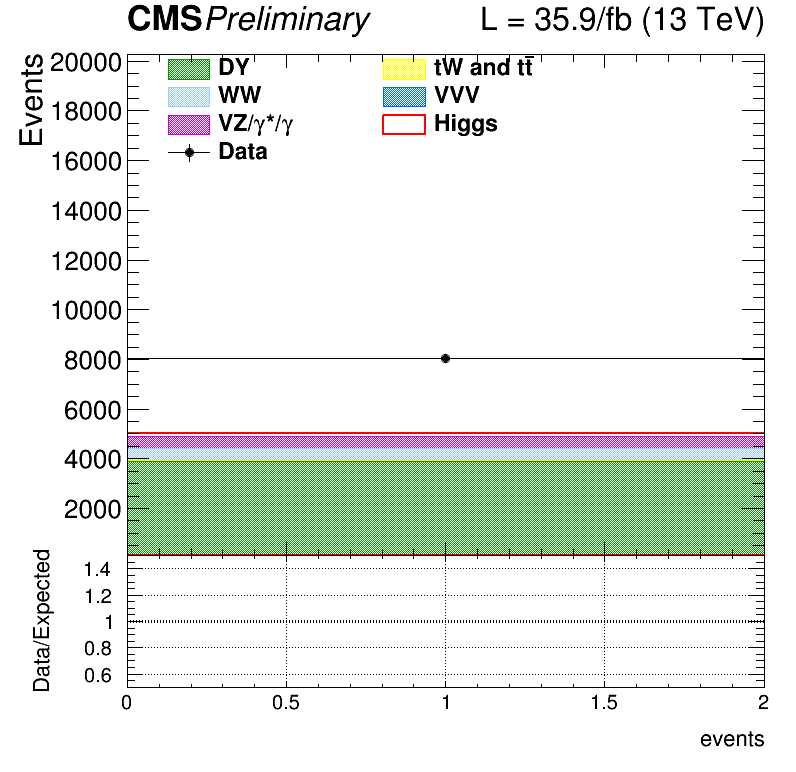 CMS Preliminary L = 35.9/fb (13 TeV)
Events
20000
18000
16000
14000
12000
10000
8000
6000
4000
2000
DY
tW and tt̄
WW
VVV
VZ/γ*/γ
Higgs
Data
Data/Expected
1.4
1.2
1
0.8
0.6
0 0.5 1 1.5 2
events